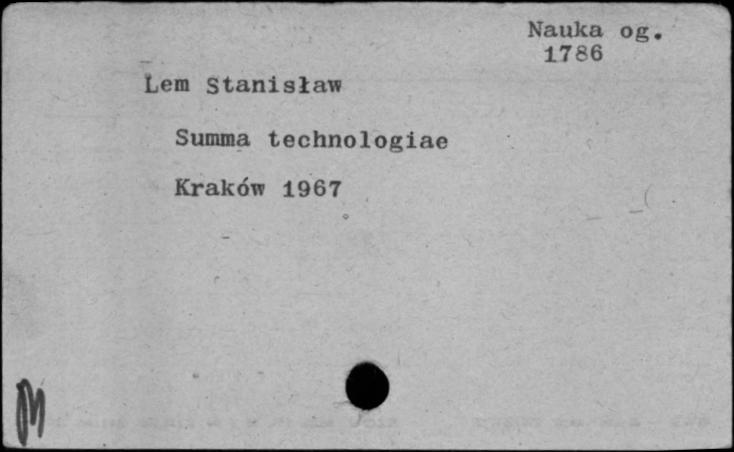 Nauka og.
1786
Lem Stanisław
Summa technologiae
Kraków 1967
M